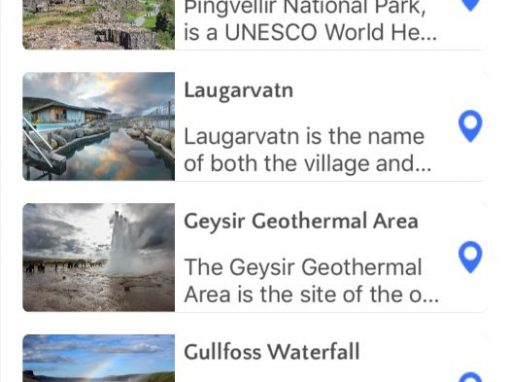 Þingvellir National Park,
is a UNESCO World He...
Laugarvatn
Laugarvatn is the name
of both the village and...
Geysir Geothermal Area
The Geysir Geothermal
Area is the site of the o...
Gullfoss Waterfall